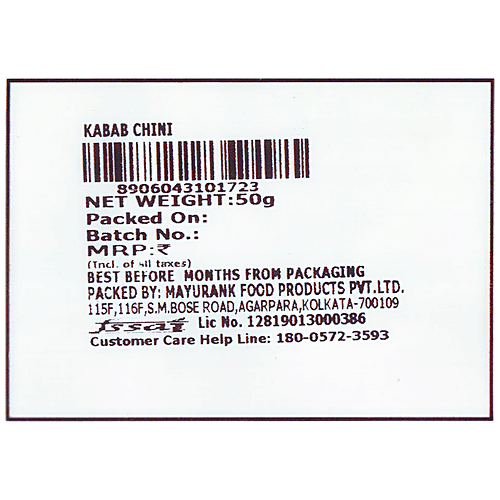 KABAB CHINI
8906043101723
NET WEIGHT:50g
Packed On:
Batch No.:
MRP:₹
(Incl. of all taxes)
BEST BEFORE MONTHS FROM PACKAGING
PACKED BY: MAYURANK FOOD PRODUCTS PVT.LTD.
115F,116F,S.M.BOSE ROAD,AGARPARA,KOLKATA-700109
fssai Lic No. 12819013000386
Customer Care Help Line: 180-0572-3593